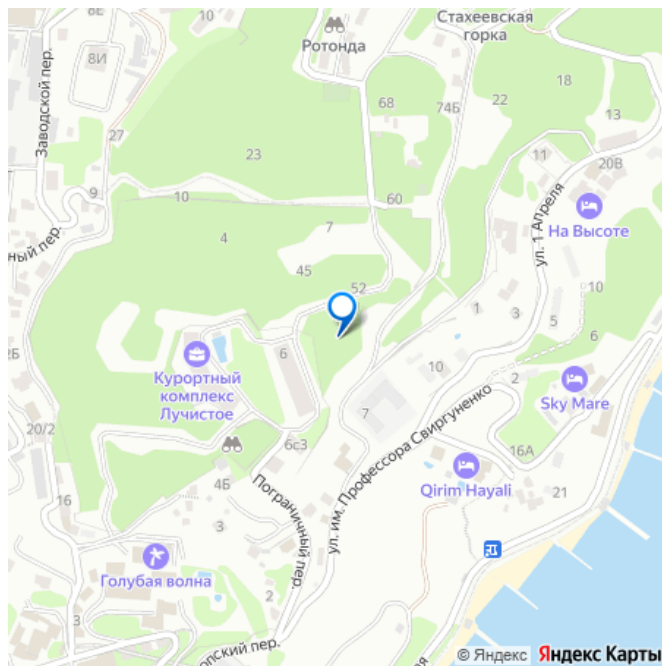 8Е
10
Стахеевская
горка
Ротонда
8И
Заводской пер.
68
74Б
22
18
13
27
23
11
20В
9
10
60
На Высоте
ул. 1 Апреля
ный пер.
4
7
45
52
10
1
3
5
6
2Б
6
Курортный
комплекс
Лучистое
10
2
Sky Mare
7
20/2
6с3
ул. им. Профессора Свиргуненко
16А
Qirim Hayali
21
16
4Б
Пограничный пер.
3
Голубая волна
2
3
опский пер.
ая
© Яндекс Яндекс Карты